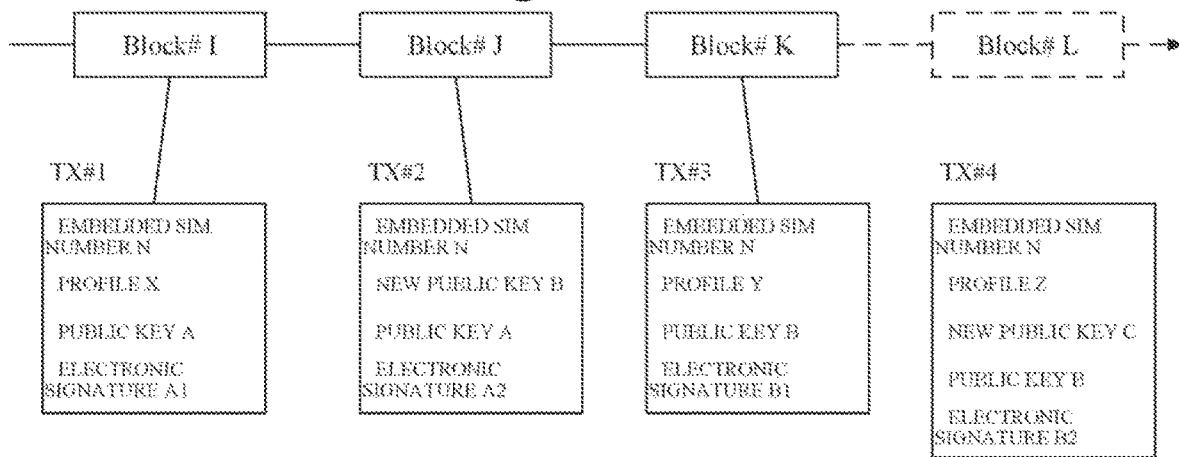 Block# I
Block# J
Block# K
Block# L
TX#1
TX#2
TX#3
TX#4
EMBEDDED SIM
NUMBER N
PROFILE X
PUBLIC KEY A
ELECTRONIC
SIGNATURE A1
EMBEDDED SIM
NUMBER N
NEW PUBLIC KEY B
PUBLIC KEY A
ELECTRONIC
SIGNATURE A2
EMBEDDED SIM
NUMBER N
PROFILE Y
PUBLIC KEY B
ELECTRONIC
SIGNATURE B1
EMBEDDED SIM
NUMBER N
PROFILE Z
NEW PUBLIC KEY C
PUBLIC KEY B
ELECTRONIC
SIGNATURE B2